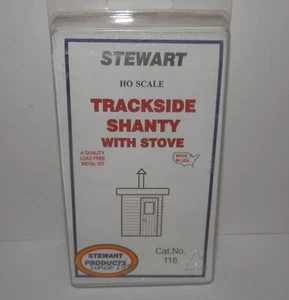 STEWART
HO SCALE
TRACKSIDE
SHANTY
WITH STOVE
A QUALITY
LEAD FREE
METAL KIT
MADE
IN USA
Cat.No.
116
STEWART
PRODUCTS